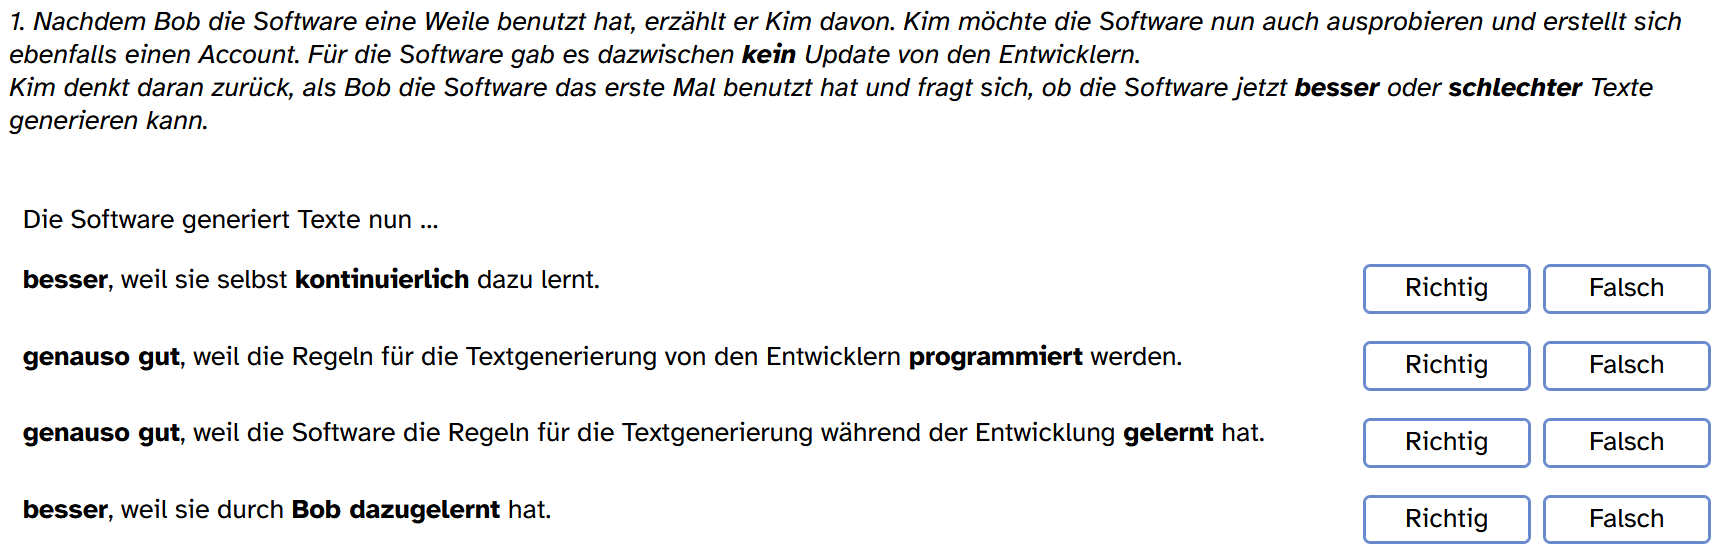 1. Nachdem Bob die Software eine Weile benutzt hat, erzählt er Kim davon. Kim möchte die Software nun auch ausprobieren und erstellt sich
ebenfalls einen Account. Für die Software gab es dazwischen kein Update von den Entwicklern.
Kim denkt daran zurück, als Bob die Software das erste Mal benutzt hat und fragt sich, ob die Software jetzt besser oder schlechter Texte
generieren kann.
Die Software generiert Texte nun ...
besser, weil sie selbst kontinuierlich dazu lernt. Richtig Falsch
genauso gut, weil die Regeln für die Textgenerierung von den Entwicklern programmiert werden. Richtig Falsch
genauso gut, weil die Software die Regeln für die Textgenerierung während der Entwicklung gelernt hat. Richtig Falsch
besser, weil sie durch Bob dazugelernt hat. Richtig Falsch